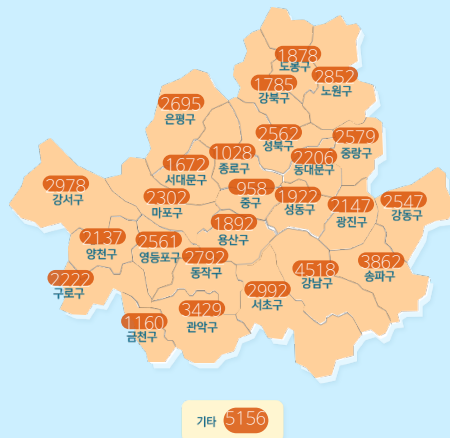 1878
도봉구
1785
강북구
2852
노원구
2695
은평구
2562
성북구
2579
중랑구
1028
종로구
2206
동대문구
1672
서대문구
2978
강서구
2302
마포구
958
중구
1922
성동구
2147
광진구
2547
강동구
1892
용산구
2137
양천구
2561
영등포구
2792
동작구
3862
송파구
4518
강남구
2222
구로구
2992
서초구
3429
관악구
1160
금천구
기타 5156